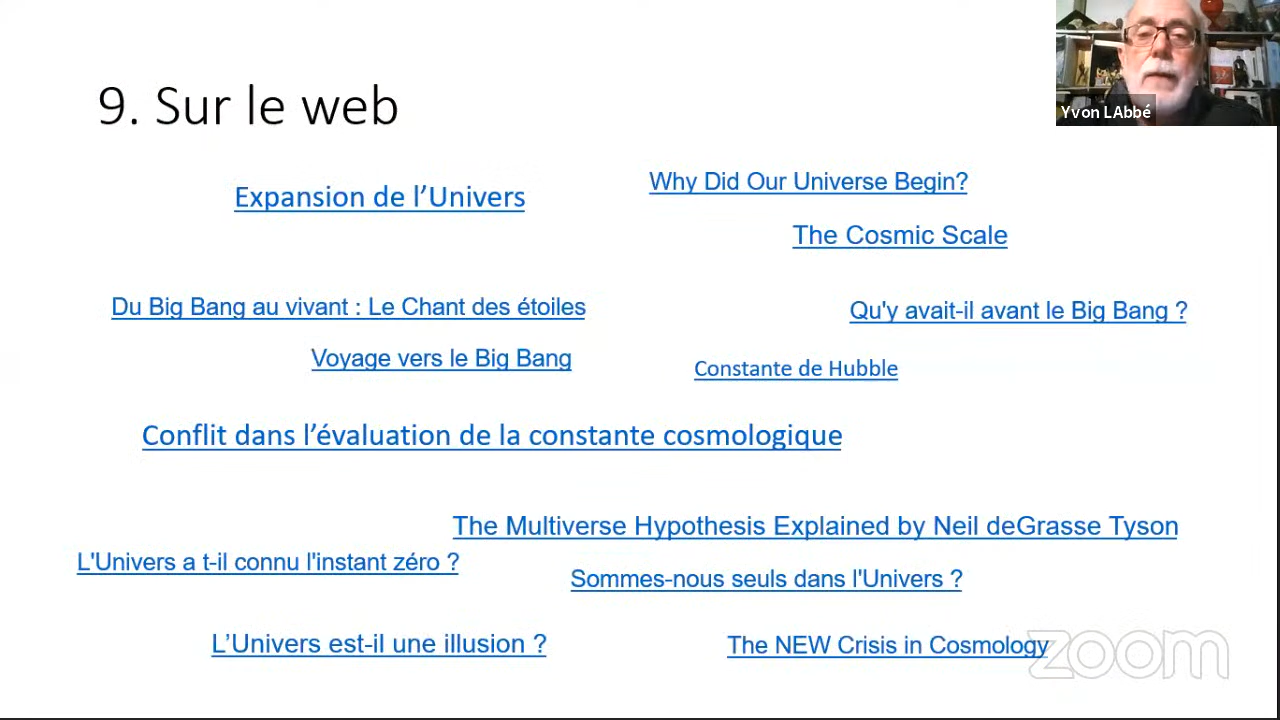 9. Sur le web
Yvon LAbbé
Expansion de l’Univers
Why Did Our Universe Begin?
The Cosmic Scale
Du Big Bang au vivant : Le Chant des étoiles
Qu'y avait-il avant le Big Bang ?
Voyage vers le Big Bang
Constante de Hubble
Conflit dans l’évaluation de la constante cosmologique
The Multiverse Hypothesis Explained by Neil deGrasse Tyson
L'Univers a t-il connu l'instant zéro ?
Sommes-nous seuls dans l'Univers ?
L’Univers est-il une illusion ?
The NEW Crisis in Cosmology
zoom